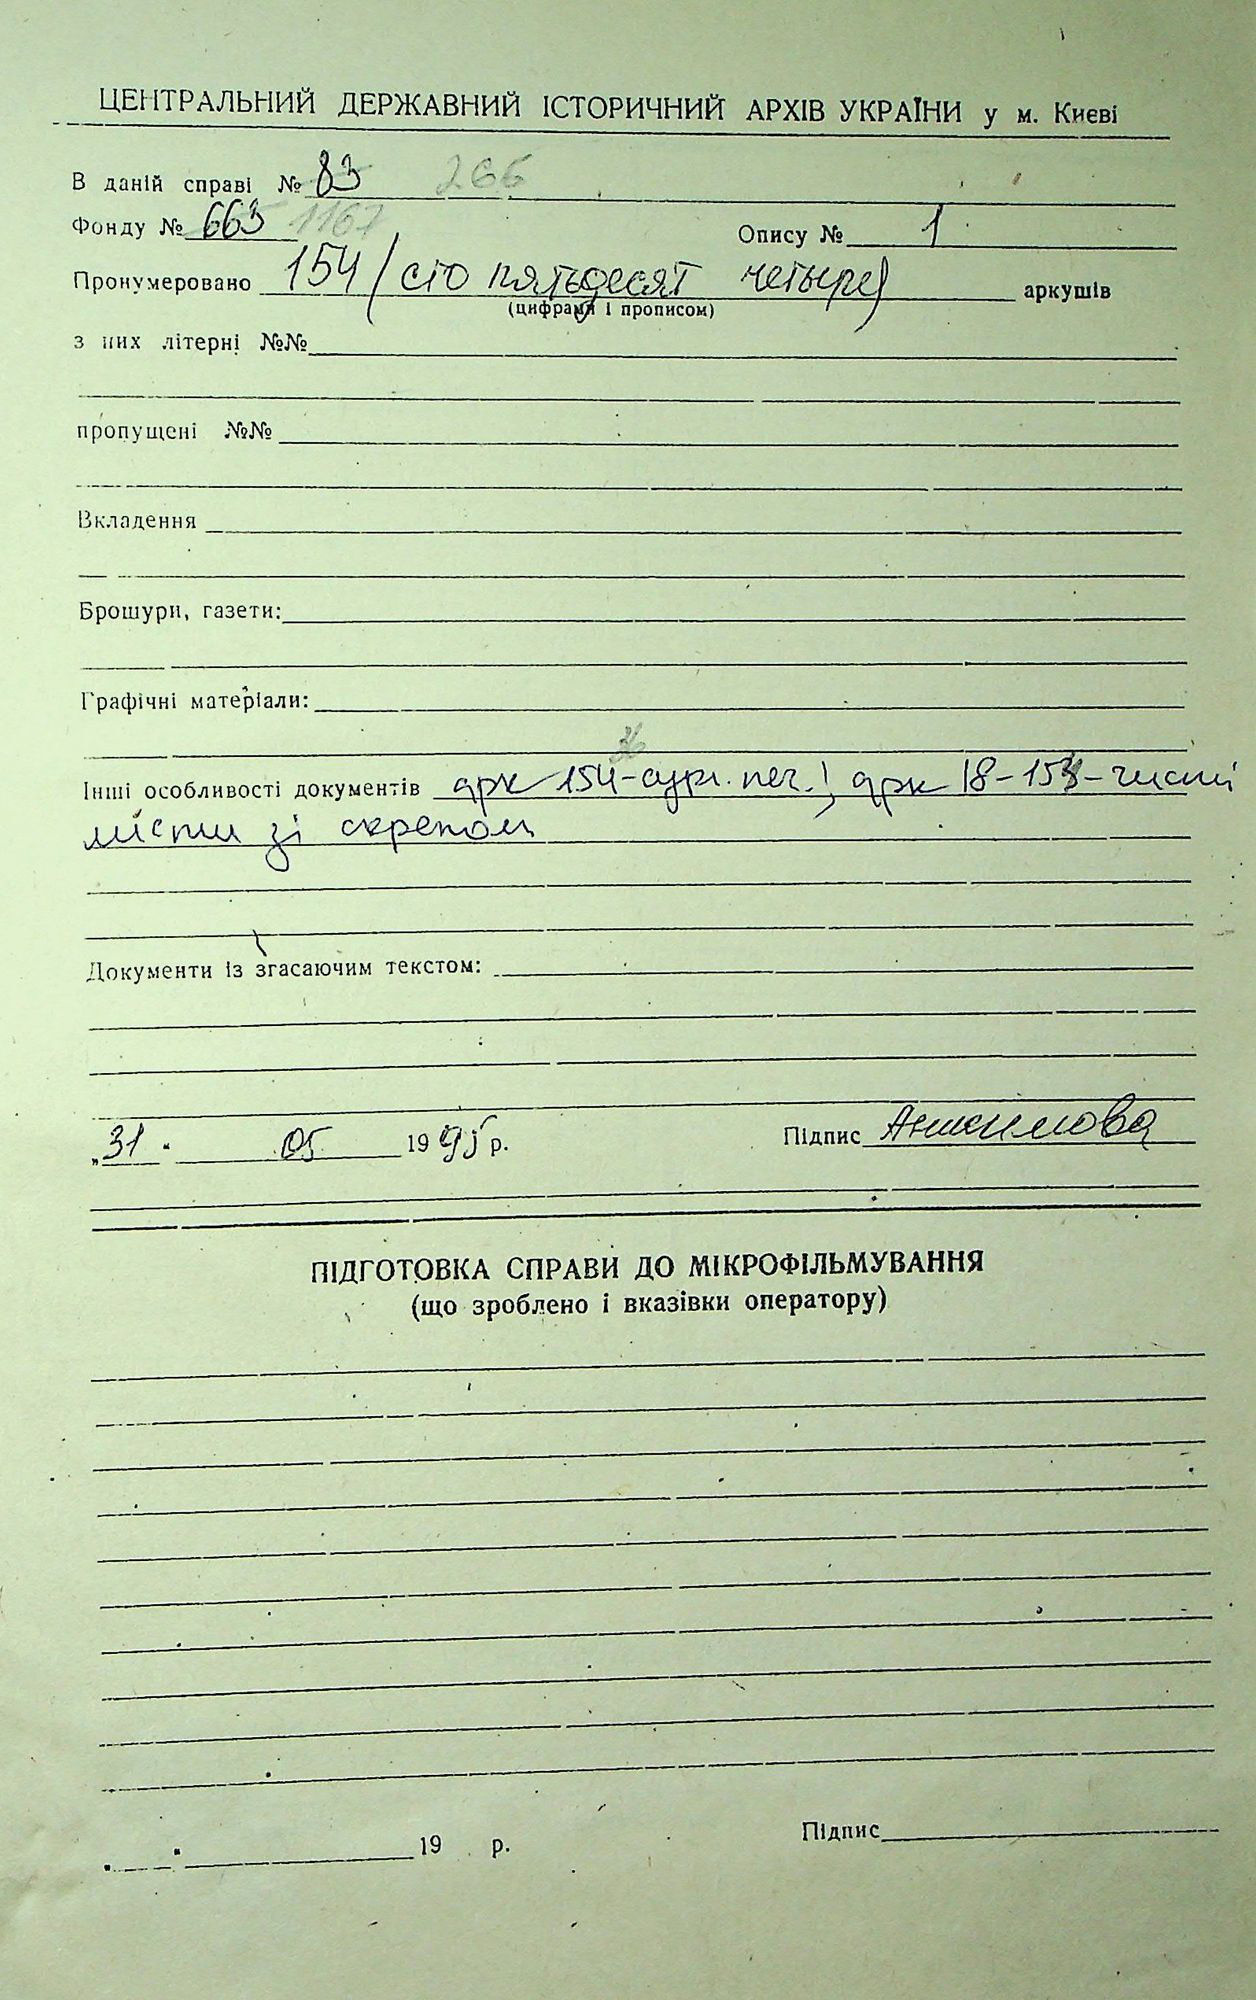 ЦЕНТРАЛЬНИЙ ДЕРЖАВНИЙ ІСТОРИЧНИЙ АРХІВ УКРАЇНИ у м. Києві
В даній справі № 83 266
Фонду № 663 1167 Опису № 1
Пронумеровано 154 (сто пятьдесят четыре) аркушів
(цифрами і прописом)
з них літерні №№
пропущені №№
Вкладення
Брошури, газети:
Графічні матеріали:
Інші особливості документів арк 154-сург. печ.; арк 18-153-чисті
листи зі скрепом
Документи із згасаючим текстом:
„31" 05 1995 р. Підпис
ПІДГОТОВКА СПРАВИ ДО МІКРОФІЛЬМУВАННЯ
(що зроблено і вказівки оператору)
19 р. Підпис